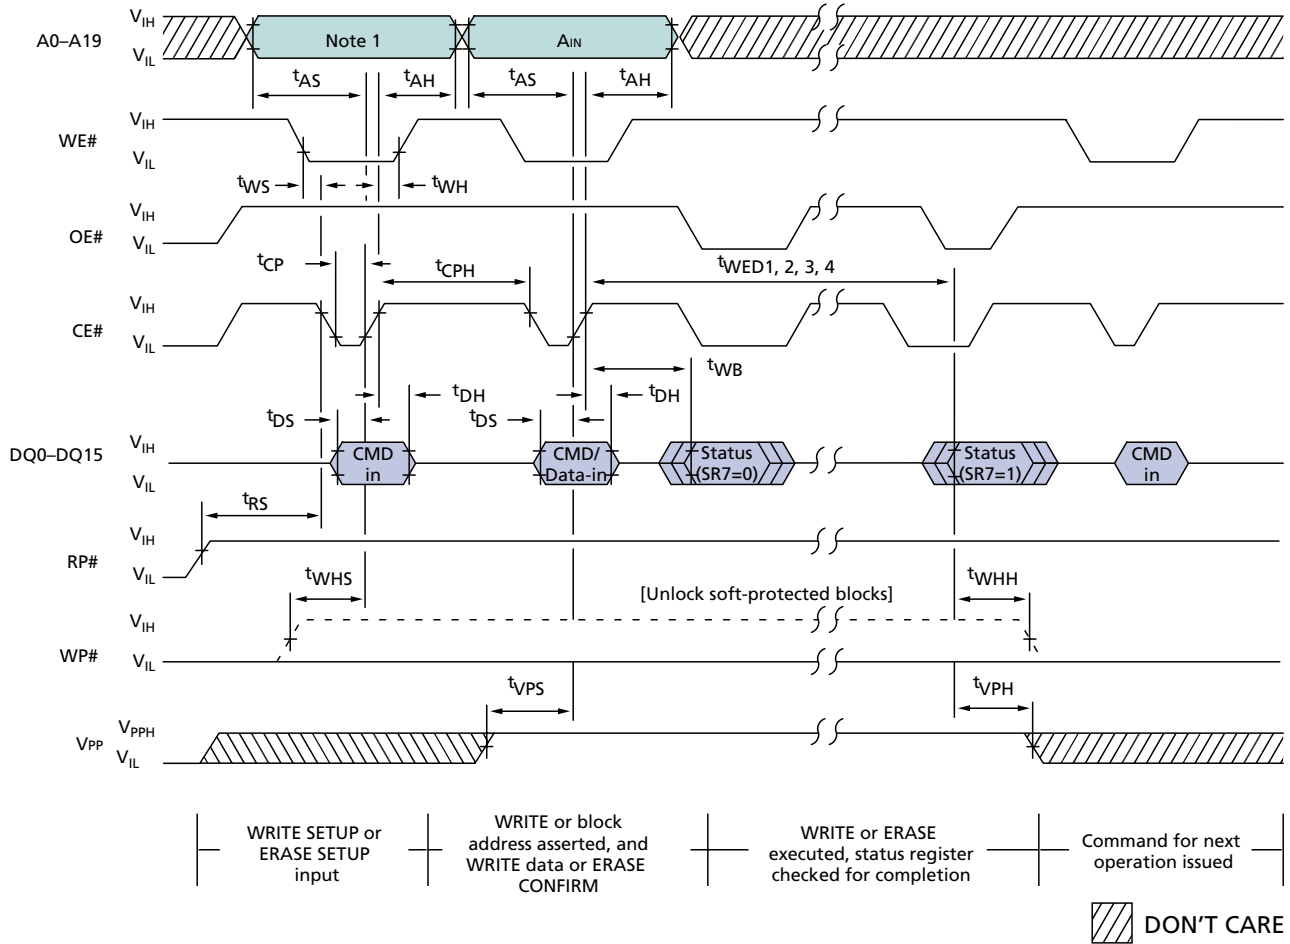 VIH
A0–A19
VIL
Note 1
AIN
tAS
tAH
tAS
tAH
VIH
WE#
VIL
tWS
tWH
VIH
OE#
VIL
tCP
tCPH
tWED1, 2, 3, 4
VIH
CE#
VIL
tWB
tDH
tDH
tDS
tDS
VIH
DQ0–DQ15
VIL
CMD
in
CMD/
Data-in
Status
(SR7=0)
Status
(SR7=1)
CMD
in
tRS
VIH
RP#
VIL
tWHS
[Unlock soft-protected blocks]
tWHH
VIH
WP#
VIL
tVPS
tVPH
VPPH
VPP
VIL
WRITE SETUP or
ERASE SETUP
input
WRITE or block
address asserted, and
WRITE data or ERASE
CONFIRM
WRITE or ERASE
executed, status register
checked for completion
Command for next
operation issued
DON'T CARE